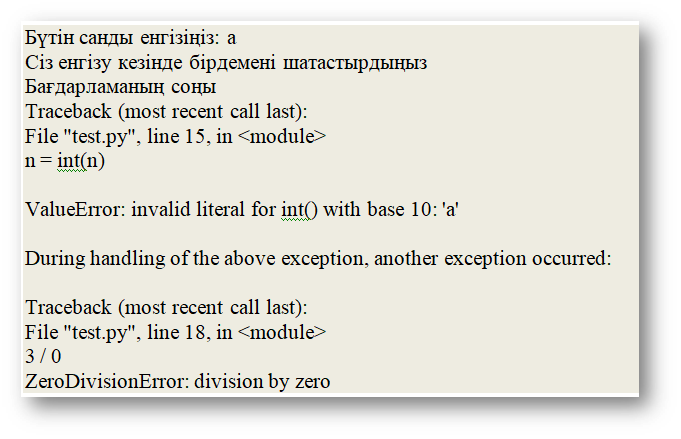 Бүтін санды енгізіңіз: a
Сіз енгізу кезінде бірдемені шатастырдыңыз
Бағдарламаның соңы
Traceback (most recent call last):
File "test.py", line 15, in <module>
n = int(n)
ValueError: invalid literal for int() with base 10: 'a'
During handling of the above exception, another exception occurred:
Traceback (most recent call last):
File "test.py", line 18, in <module>
3 / 0
ZeroDivisionError: division by zero